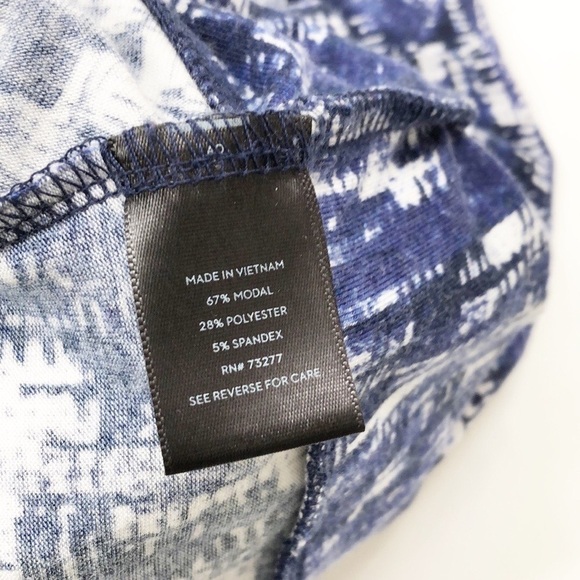 MADE IN VIETNAM
67% MODAL
28% POLYESTER
5% SPANDEX
RN# 73277
SEE REVERSE FOR CARE